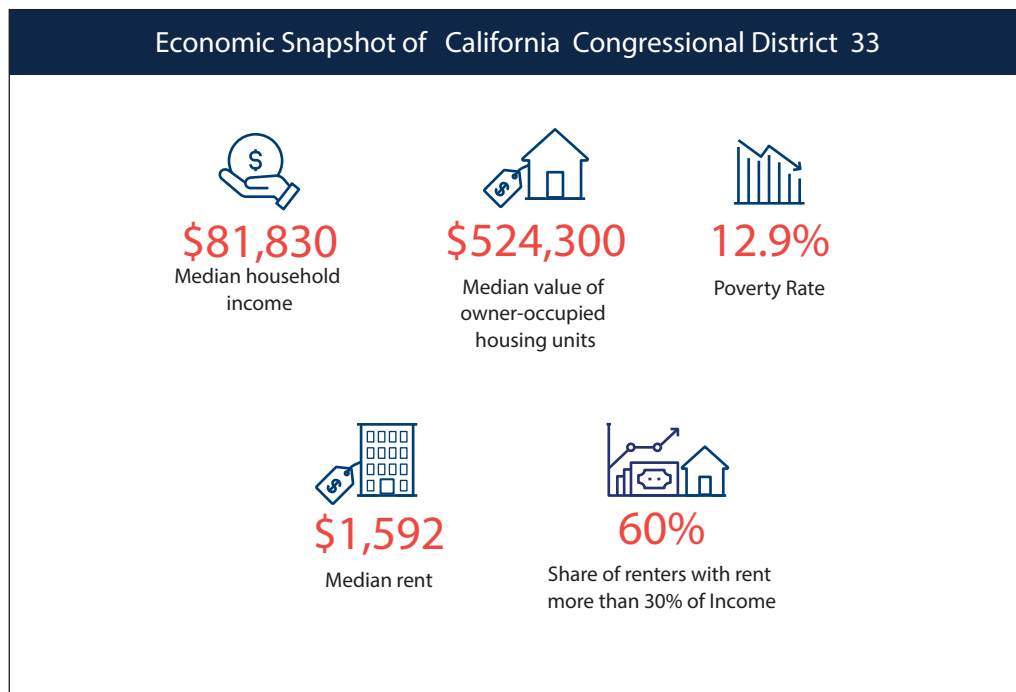 Economic Snapshot of California Congressional District 33
$
$81,830
Median household
income
$
$524,300
Median value of
owner-occupied
housing units
12.9%
Poverty Rate
$
$1,592
Median rent
60%
Share of renters with rent
more than 30% of Income